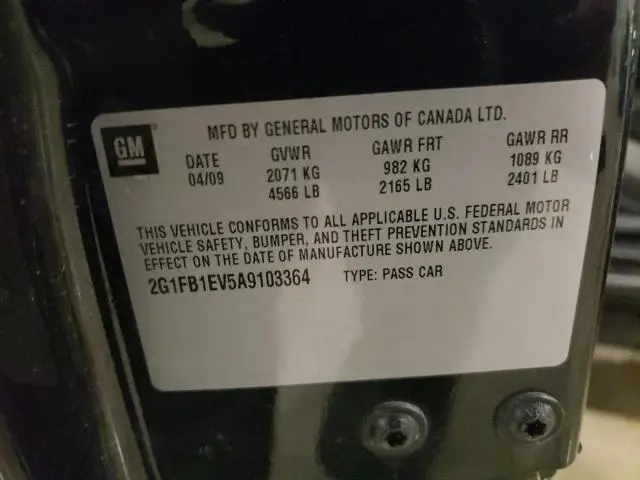 GM
MFD BY GENERAL MOTORS OF CANADA LTD.
DATE GVWR GAWR FRT GAWR RR
04/09 2071 KG 982 KG 1089 KG
4566 LB 2165 LB 2401 LB
THIS VEHICLE CONFORMS TO ALL APPLICABLE U.S. FEDERAL MOTOR
VEHICLE SAFETY, BUMPER, AND THEFT PREVENTION STANDARDS IN
EFFECT ON THE DATE OF MANUFACTURE SHOWN ABOVE.
2G1FB1EV5A9103364 TYPE: PASS CAR